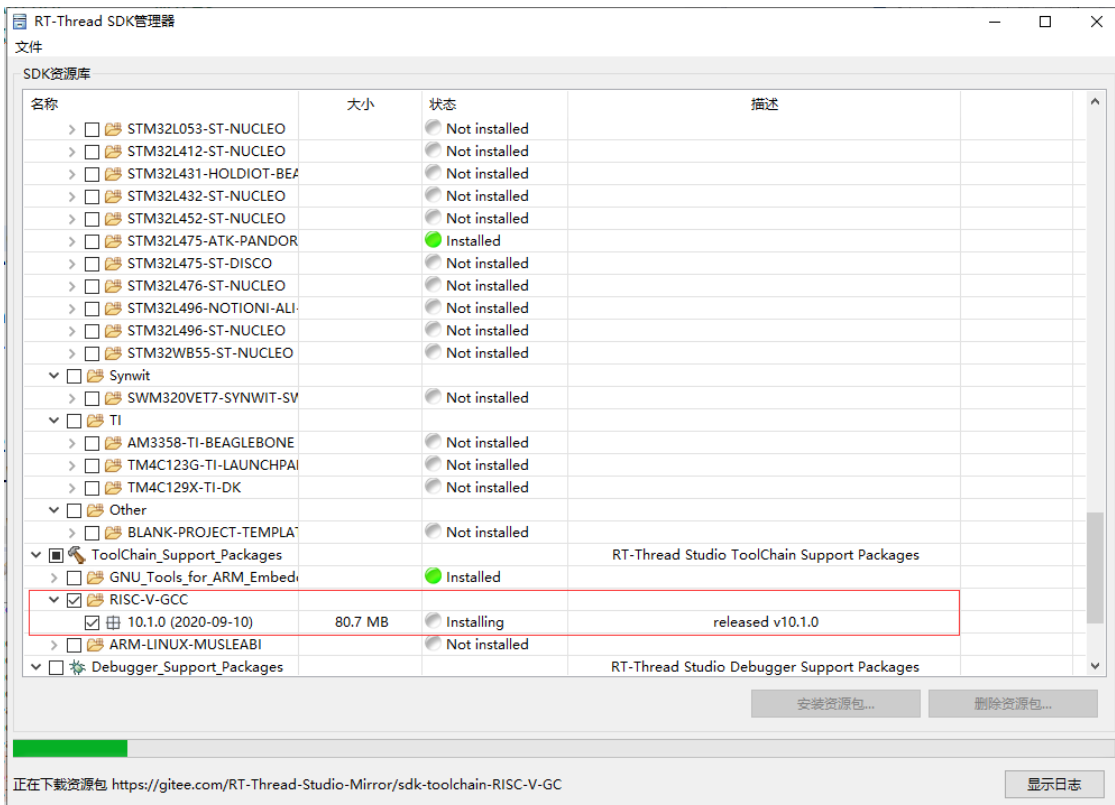 RT-Thread SDK管理器
文件
SDK资源库
名称 大小 状态 描述
STM32L053-ST-NUCLEO Not installed
STM32L412-ST-NUCLEO Not installed
STM32L431-HOLDIOT-BEA Not installed
STM32L432-ST-NUCLEO Not installed
STM32L452-ST-NUCLEO Not installed
STM32L475-ATK-PANDOR Installed
STM32L475-ST-DISCO Not installed
STM32L476-ST-NUCLEO Not installed
STM32L496-NOTIONI-ALI- Not installed
STM32L496-ST-NUCLEO Not installed
STM32WB55-ST-NUCLEO Not installed
Synwit
SWM320VET7-SYNWIT-SW Not installed
TI
AM3358-TI-BEAGLEBONE Not installed
TM4C123G-TI-LAUNCHPAI Not installed
TM4C129X-TI-DK Not installed
Other
BLANK-PROJECT-TEMPLAT Not installed
ToolChain_Support_Packages RT-Thread Studio ToolChain Support Packages
GNU_Tools_for_ARM_Embed Installed
RISC-V-GCC
10.1.0 (2020-09-10) 80.7 MB Installing released v10.1.0
ARM-LINUX-MUSLEABI Not installed
Debugger_Support_Packages RT-Thread Studio Debugger Support Packages
安装资源包... 删除资源包...
正在下载资源包 https://gitee.com/RT-Thread-Studio-Mirror/sdk-toolchain-RISC-V-GC
显示日志